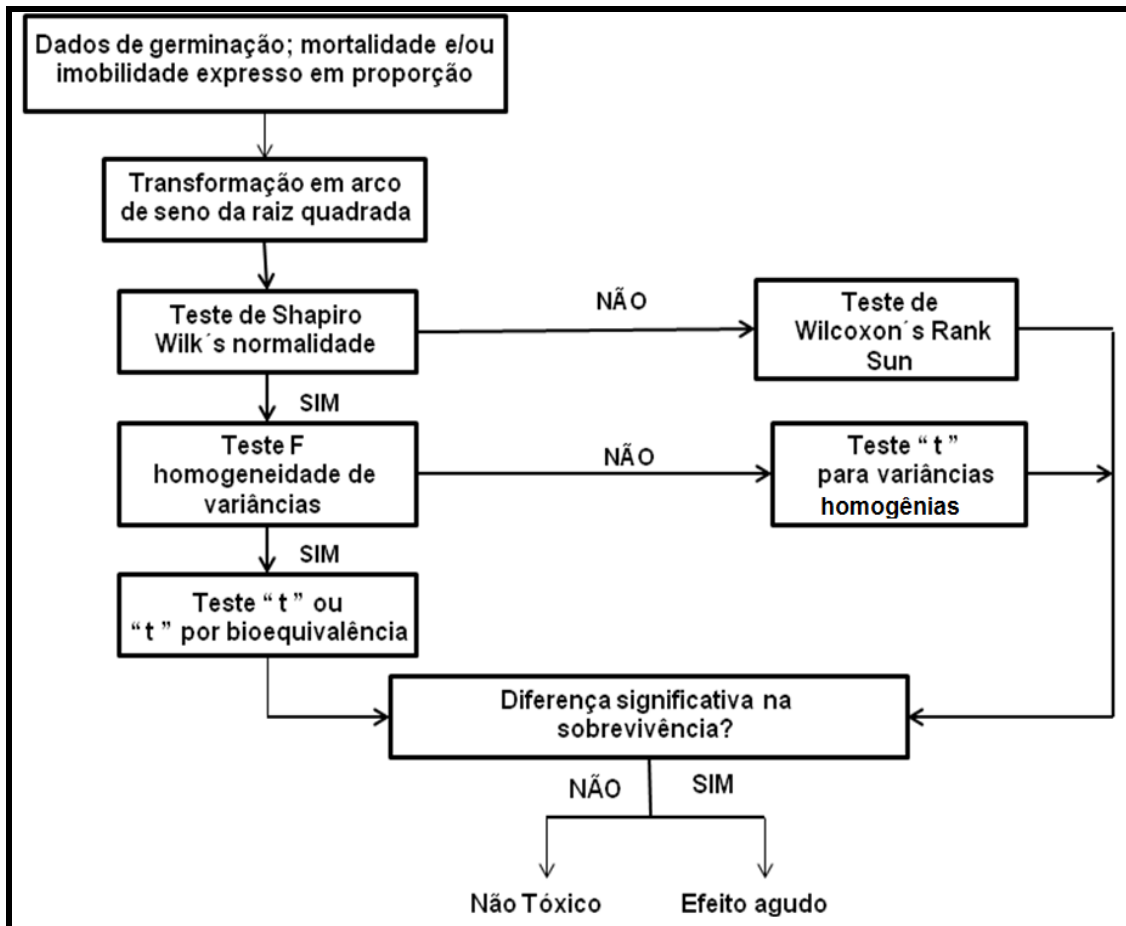 Dados de germinação; mortalidade e/ou
imobilidade expresso em proporção
Transformação em arco
de seno da raiz quadrada
Teste de Shapiro
Wilk´s normalidade
NÃO
Teste de
Wilcoxon´s Rank
Sun
SIM
Teste F
homogeneidade de
variâncias
NÃO
Teste “ t ”
para variâncias
homogênias
SIM
Teste “ t ” ou
“ t ” por bioequivalência
Diferença significativa na
sobrevivência?
NÃO
SIM
Não Tóxico
Efeito agudo